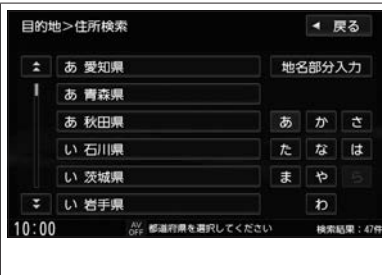 目的地>住所検索 ◀ 戻る
あ 愛知県 地名部分入力
あ 青森県
あ 秋田県 あ か さ
い 石川県 た な は
い 茨城県 ま や ら
い 岩手県 わ
10:00 AV OFF 都道府県を選択してください 検索結果:47件